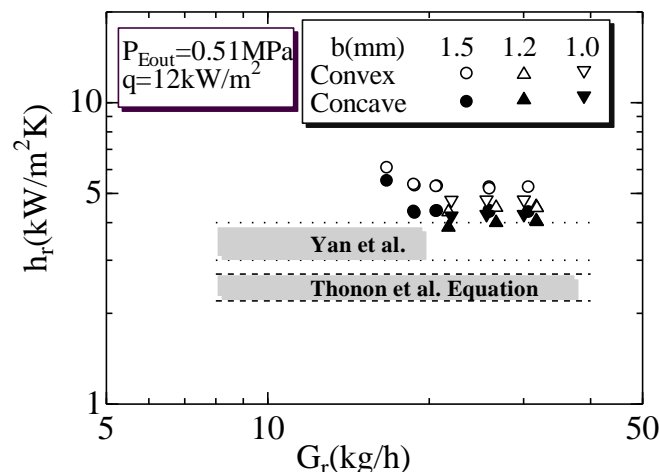 P_Eout=0.51MPa
q=12kW/m²
b(mm) 1.5 1.2 1.0
Convex
Concave
10
5
1
h_r(kW/m²K)
Yan et al.
Thonon et al. Equation
5 10 50
G_r(kg/h)